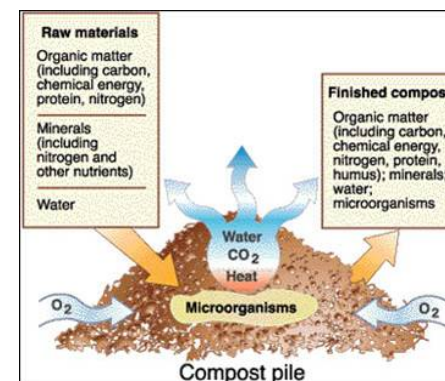 Raw materials
Organic matter
(including carbon,
chemical energy,
protein, nitrogen)
Minerals
(including
nitrogen and
other nutrients)
Water
Finished compos
Organic matter
(including carbon,
chemical energy,
nitrogen, protein,
humus); minerals;
water;
microorganisms
Water
CO2
Heat
Microorganisms
O2
O2
Compost pile